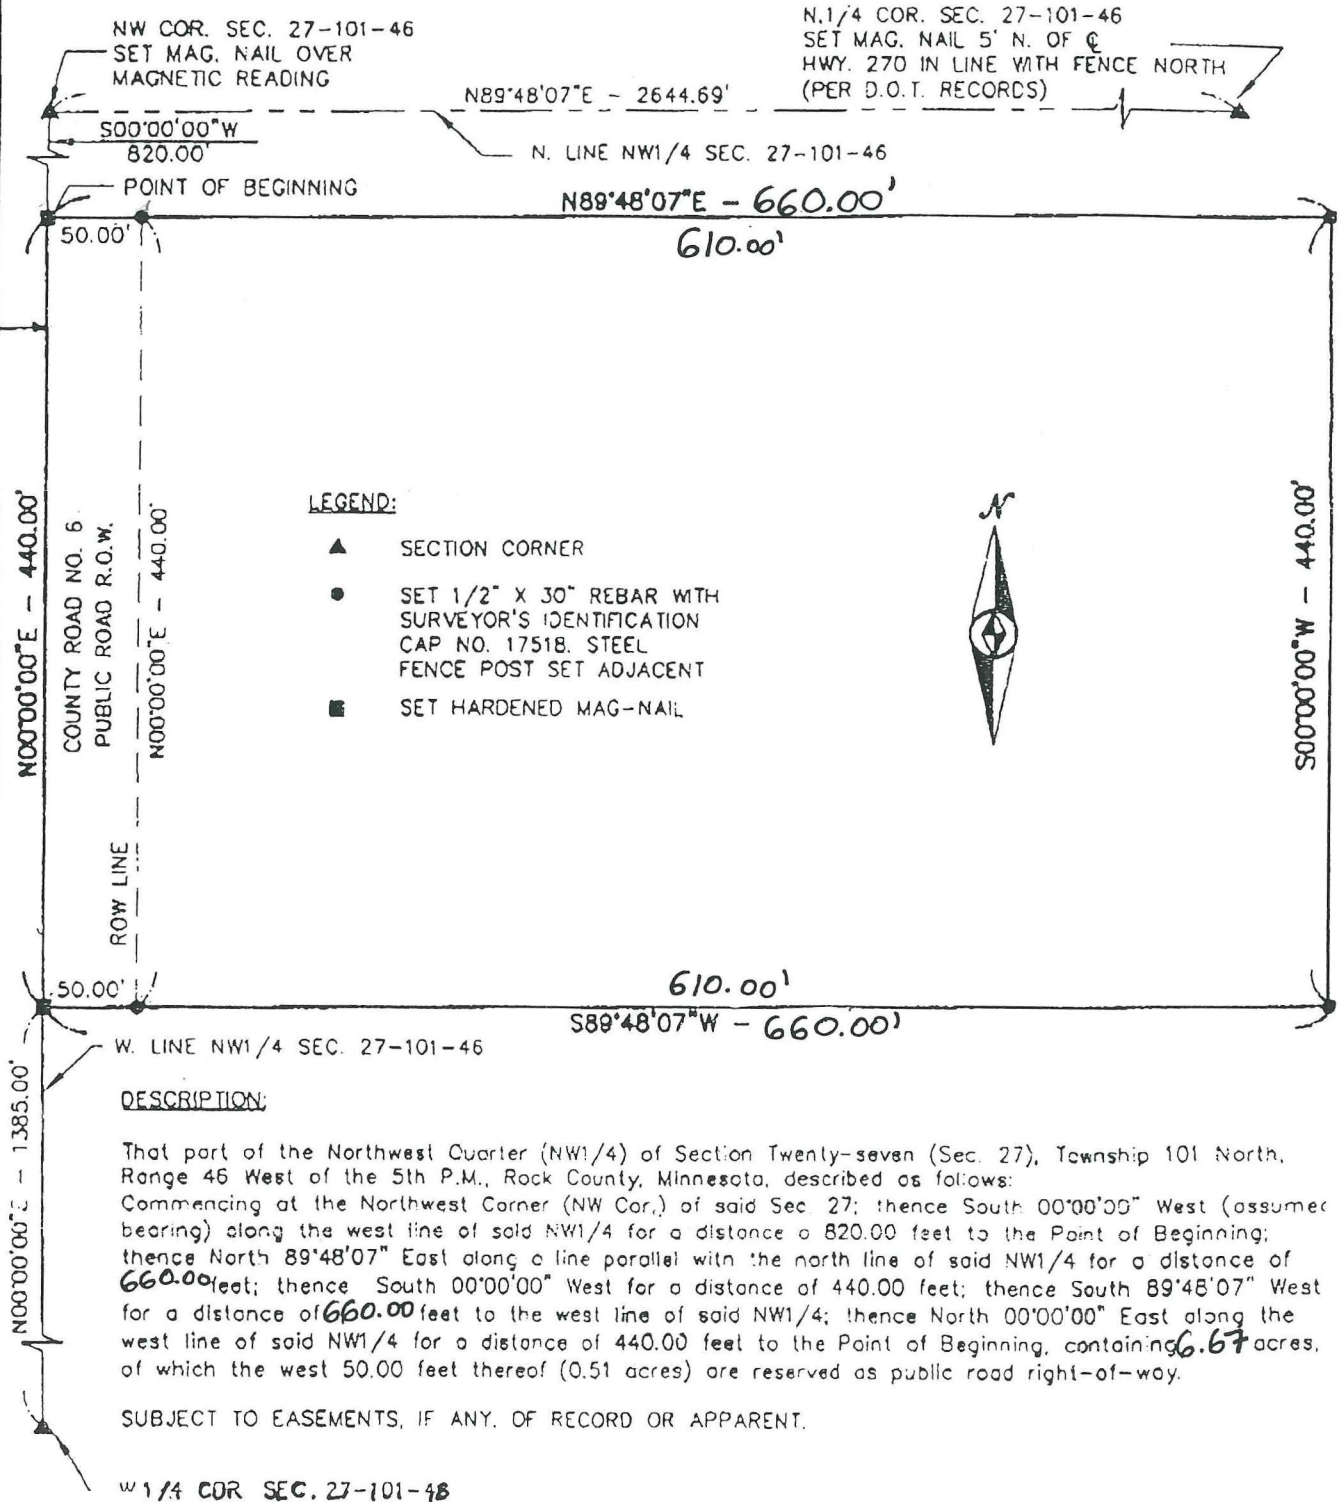 NW COR. SEC. 27-101-46
SET MAG. NAIL OVER
MAGNETIC READING
N.1/4 COR. SEC. 27-101-46
SET MAG. NAIL 5' N. OF ℄
HWY. 270 IN LINE WITH FENCE NORTH
(PER D.O.T. RECORDS)
N89°48'07"E - 2644.69'
S00°00'00"W
820.00'
N. LINE NW1/4 SEC. 27-101-46
POINT OF BEGINNING
N89°48'07"E - 660.00'
50.00'
610.00'
N00°00'00"E - 440.00'
COUNTY ROAD NO. 6
PUBLIC ROAD R.O.W.
N00°00'00"E - 440.00'
ROW LINE
LEGEND:
▲ SECTION CORNER
● SET 1/2" X 30" REBAR WITH
SURVEYOR'S IDENTIFICATION
CAP NO. 17518. STEEL
FENCE POST SET ADJACENT
■ SET HARDENED MAG-NAIL
N
S00°00'00"W - 440.00'
50.00'
610.00'
S89°48'07"W - 660.00'
W. LINE NW1/4 SEC. 27-101-46
N00°00'00"E - 1385.00'
DESCRIPTION:
That part of the Northwest Quarter (NW1/4) of Section Twenty-seven (Sec. 27), Township 101 North,
Range 46 West of the 5th P.M., Rock County, Minnesota, described as follows:
Commencing at the Northwest Corner (NW Cor.) of said Sec. 27; thence South 00°00'00" West (assumed
bearing) along the west line of said NW1/4 for a distance o 820.00 feet to the Point of Beginning;
thence North 89°48'07" East along a line parallel with the north line of said NW1/4 for a distance of
660.00 feet; thence South 00°00'00" West for a distance of 440.00 feet; thence South 89°48'07" West
for a distance of 660.00 feet to the west line of said NW1/4; thence North 00°00'00" East along the
west line of said NW1/4 for a distance of 440.00 feet to the Point of Beginning, containing 6.67 acres,
of which the west 50.00 feet thereof (0.51 acres) are reserved as public road right-of-way.
SUBJECT TO EASEMENTS, IF ANY, OF RECORD OR APPARENT.
W 1/4 COR SEC. 27-101-46